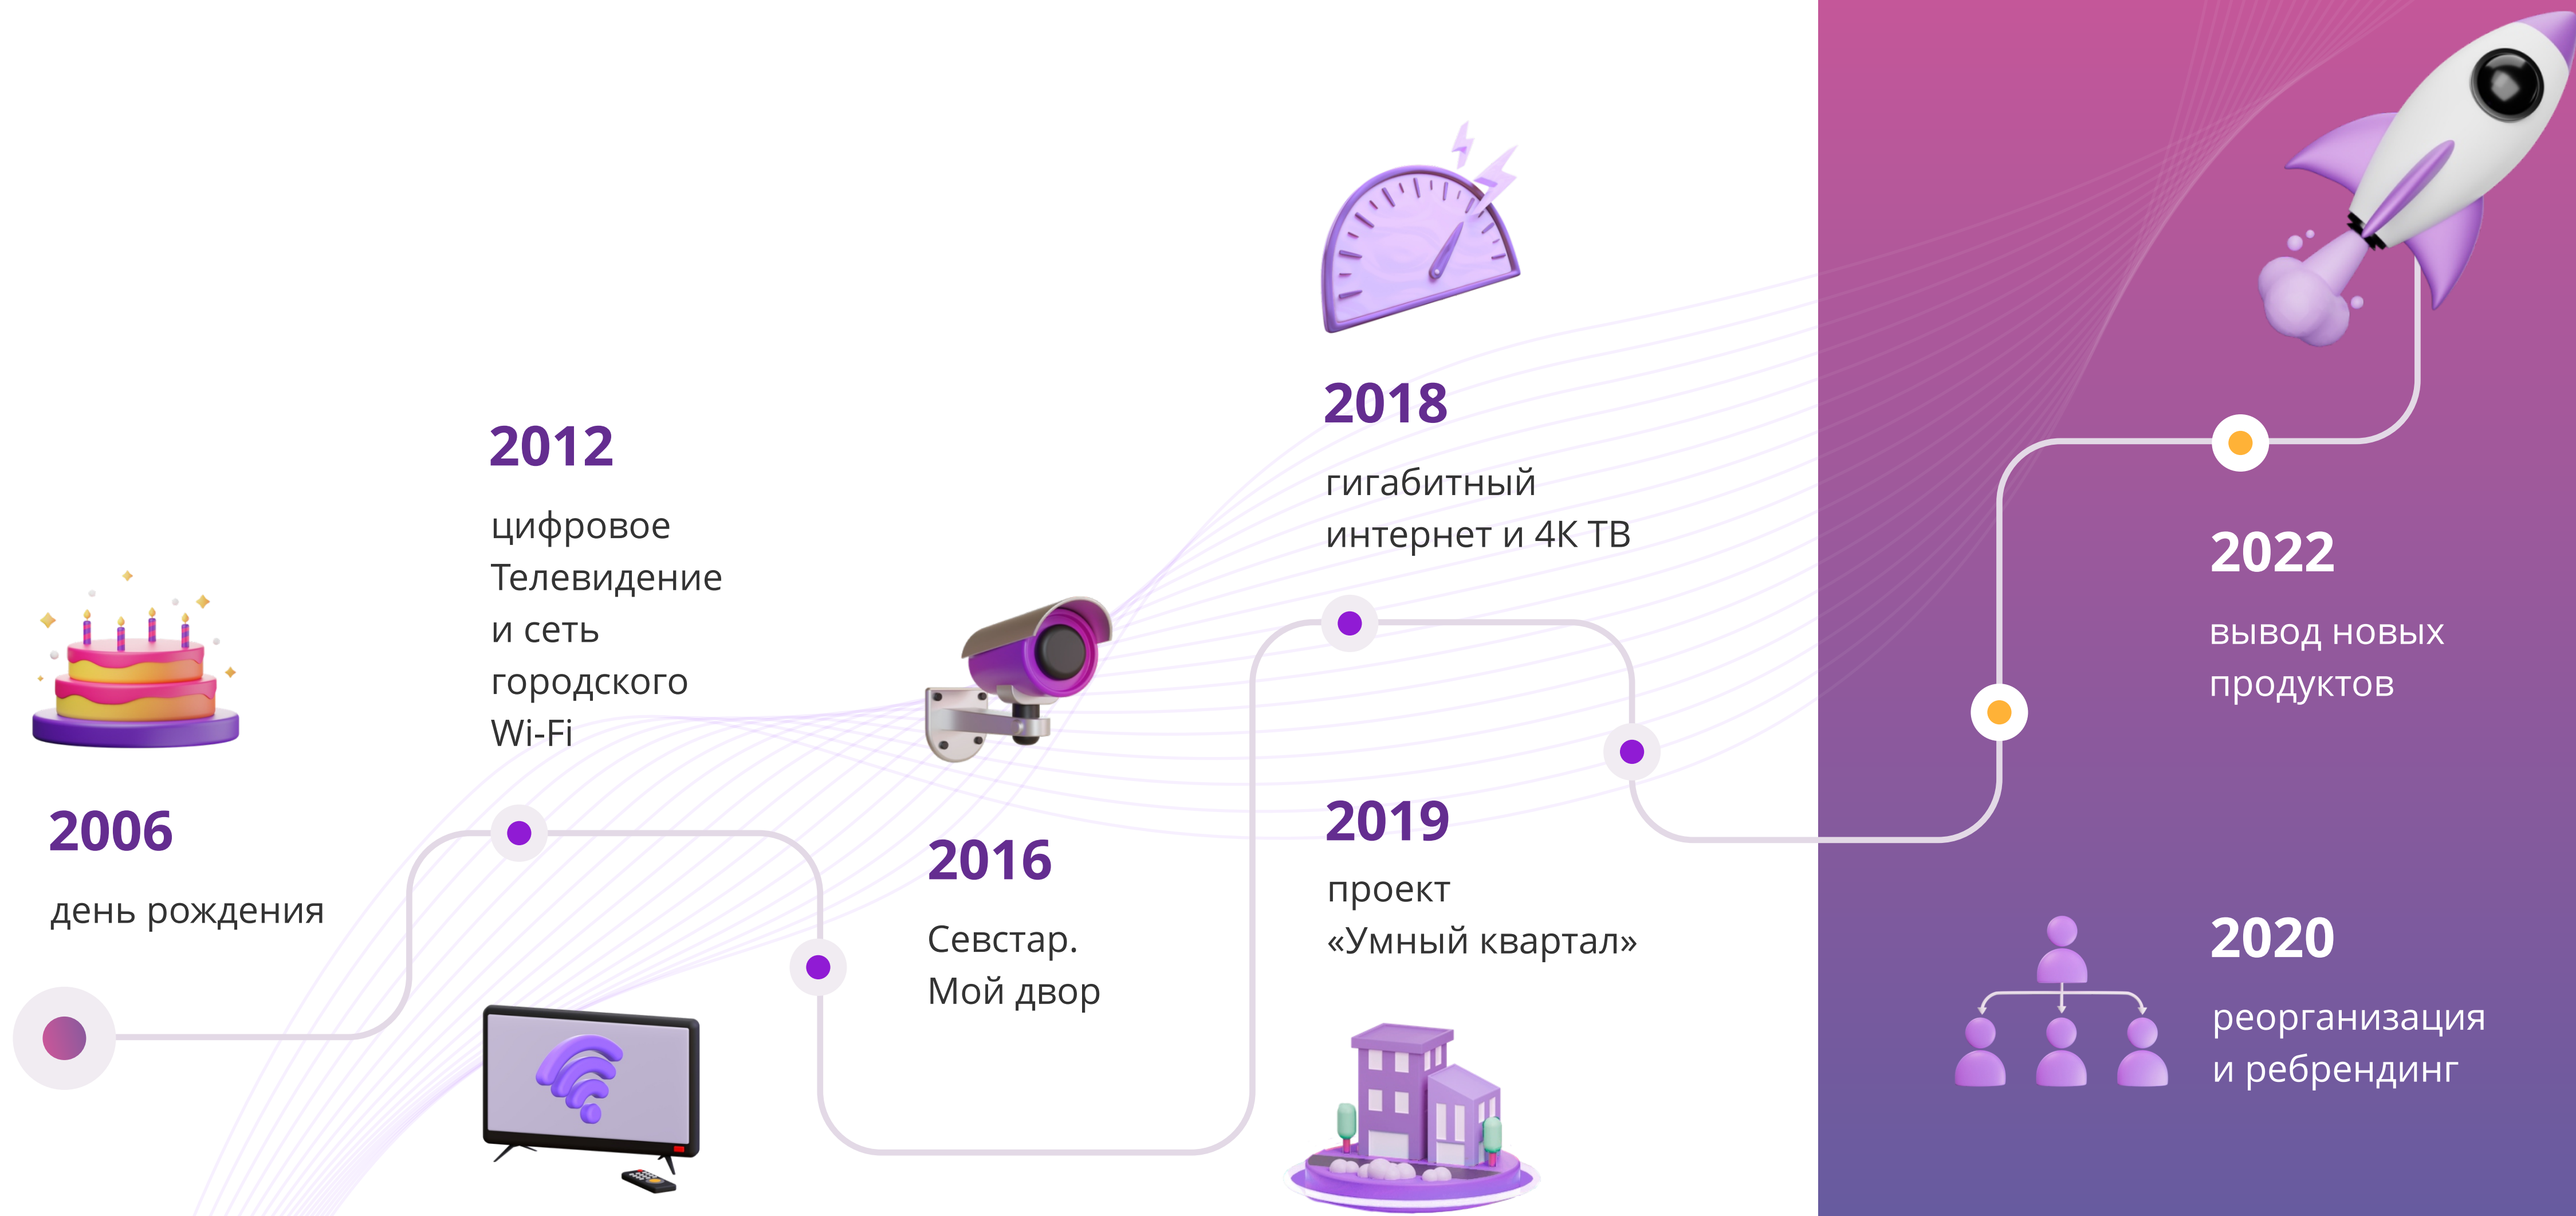 2006
день рождения
2012
цифровое
Телевидение
и сеть
городского
Wi-Fi
2016
Севстар.
Мой двор
2018
гигабитный
интернет и 4К ТВ
2019
проект
«Умный квартал»
2020
реорганизация
и ребрендинг
2022
вывод новых
продуктов